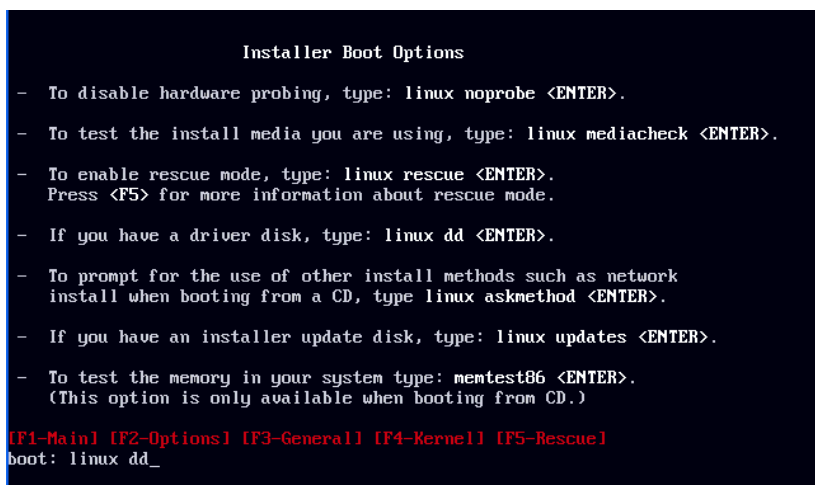 Installer Boot Options
- To disable hardware probing, type: linux noprobe <ENTER>.
- To test the install media you are using, type: linux mediacheck <ENTER>.
- To enable rescue mode, type: linux rescue <ENTER>.
Press <F5> for more information about rescue mode.
- If you have a driver disk, type: linux dd <ENTER>.
- To prompt for the use of other install methods such as network
install when booting from a CD, type linux askmethod <ENTER>.
- If you have an installer update disk, type: linux updates <ENTER>.
- To test the memory in your system type: memtest86 <ENTER>.
(This option is only available when booting from CD.)
[F1-Main] [F2-Options] [F3-General] [F4-Kernel] [F5-Rescue]
boot: linux dd_